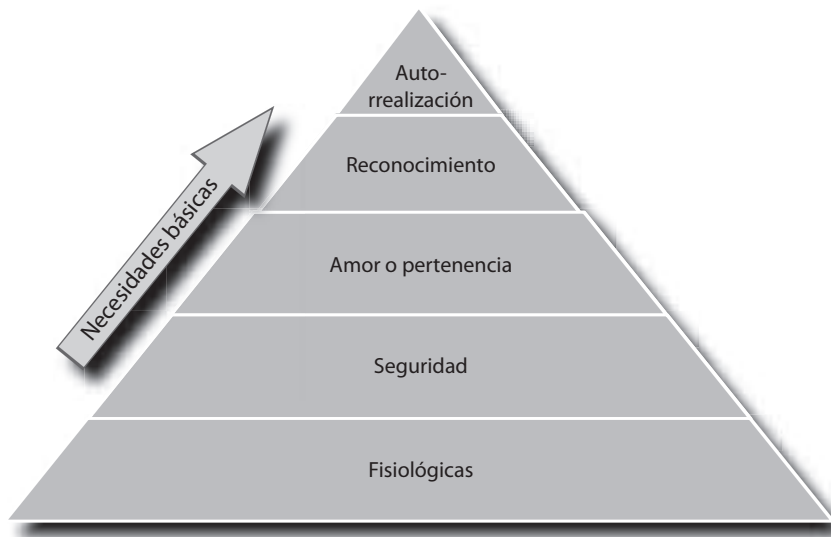 Auto-
rrealización
Reconocimiento
Necesidades básicas
Amor o pertenencia
Seguridad
Fisiológicas